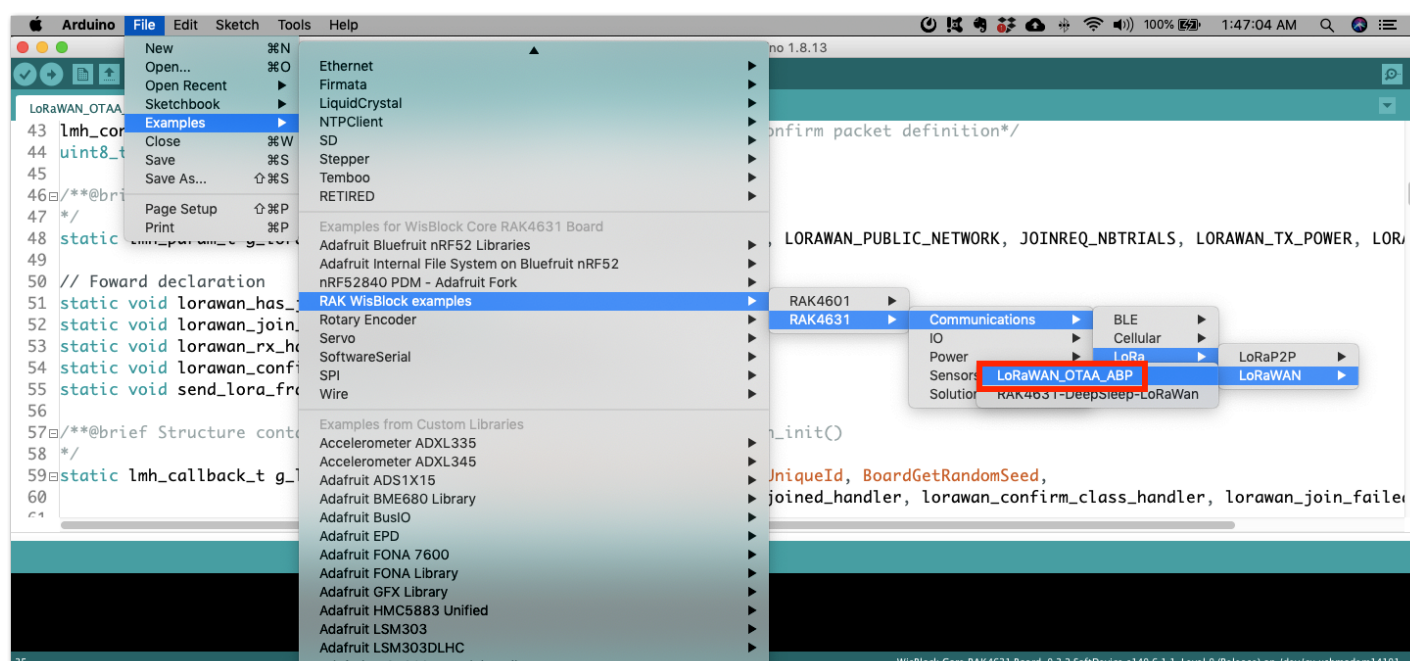 Arduino File Edit Sketch Tools Help 100% 1:47:04 AM
no 1.8.13
New ⌘N
Open... ⌘O
Open Recent
Sketchbook
Examples
Close ⌘W
Save ⌘S
Save As... ⇧⌘S
Page Setup ⇧⌘P
Print ⌘P
Ethernet
Firmata
LiquidCrystal
NTPClient
SD
Stepper
Temboo
RETIRED
Examples for WisBlock Core RAK4631 Board
Adafruit Bluefruit nRF52 Libraries
Adafruit Internal File System on Bluefruit nRF52
nRF52840 PDM - Adafruit Fork
RAK WisBlock examples
Rotary Encoder
Servo
SoftwareSerial
SPI
Wire
Examples from Custom Libraries
Accelerometer ADXL335
Accelerometer ADXL345
Adafruit ADS1X15
Adafruit BME680 Library
Adafruit BusIO
Adafruit EPD
Adafruit FONA 7600
Adafruit FONA Library
Adafruit GFX Library
Adafruit HMC5883 Unified
Adafruit LSM303
Adafruit LSM303DLHC
RAK4601
RAK4631
Communications
IO
Power
Sensors
Solution
BLE
Cellular
LoRa
LoRaP2P
LoRaWAN
LoRaWAN_OTAA_ABP
RAK4631-DeepSleep-LoRaWan
LoRaWAN_OTAA_
43 lmh_con onfirm packet definition*/
44 uint8_t
45
46 /**@bri
47 */
48 static , LORAWAN_PUBLIC_NETWORK, JOINREQ_NBTRIALS, LORAWAN_TX_POWER, LORA
49
50 // Foward declaration
51 static void lorawan_has_
52 static void lorawan_join_
53 static void lorawan_rx_ha
54 static void lorawan_confi
55 static void send_lora_fra
56
57 /**@brief Structure conta n_init()
58 */
59 static lmh_callback_t g_l UniqueId, BoardGetRandomSeed,
60 joined_handler, lorawan_confirm_class_handler, lorawan_join_faile
61